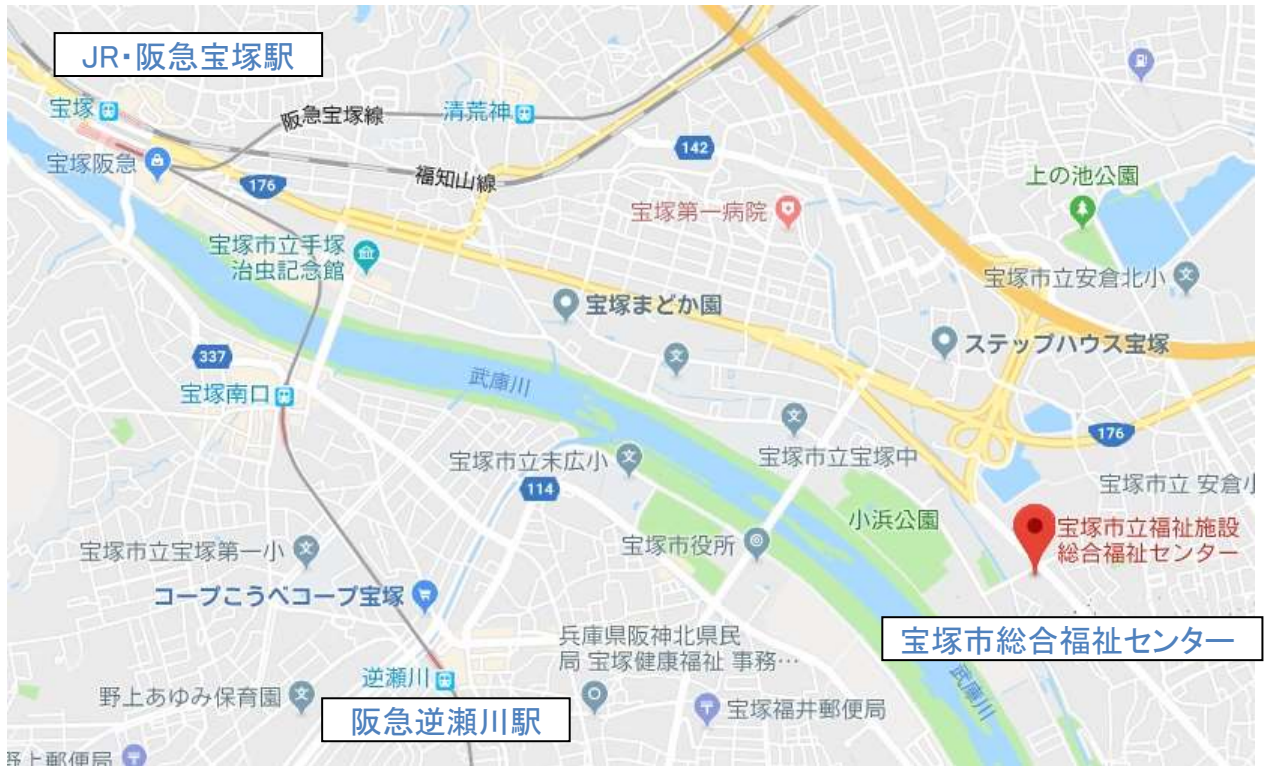 JR・阪急宝塚駅
宝塚
阪急宝塚線
清荒神
142
宝塚阪急
176
福知山線
上の池公園
宝塚第一病院
宝塚市立手塚
治虫記念館
宝塚市立安倉北小
宝塚まどか園
ステップハウス宝塚
337
武庫川
宝塚南口
176
宝塚市立宝塚中
宝塚市立末広小
114
宝塚市立 安倉小
小浜公園
宝塚市立福祉施設
総合福祉センター
宝塚市役所
宝塚市立宝塚第一小
コープこうべコープ宝塚
兵庫県阪神北県民
局 宝塚健康福祉 事務…
宝塚市総合福祉センター
逆瀬川
武庫川
野上あゆみ保育園
阪急逆瀬川駅
宝塚福井郵便局
野上郵便局